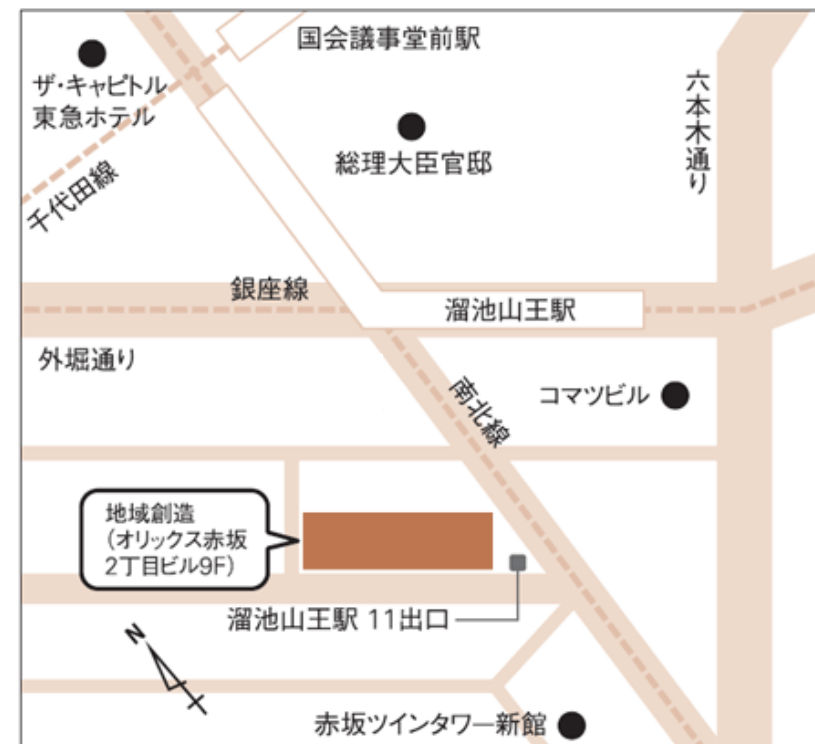 国会議事堂前駅
ザ・キャピトル
東急ホテル
六本木通り
総理大臣官邸
千代田線
銀座線
溜池山王駅
外堀通り
南北線
コマツビル
地域創造
(オリックス赤坂
2丁目ビル9F)
溜池山王駅 11出口
N
赤坂ツインタワー新館